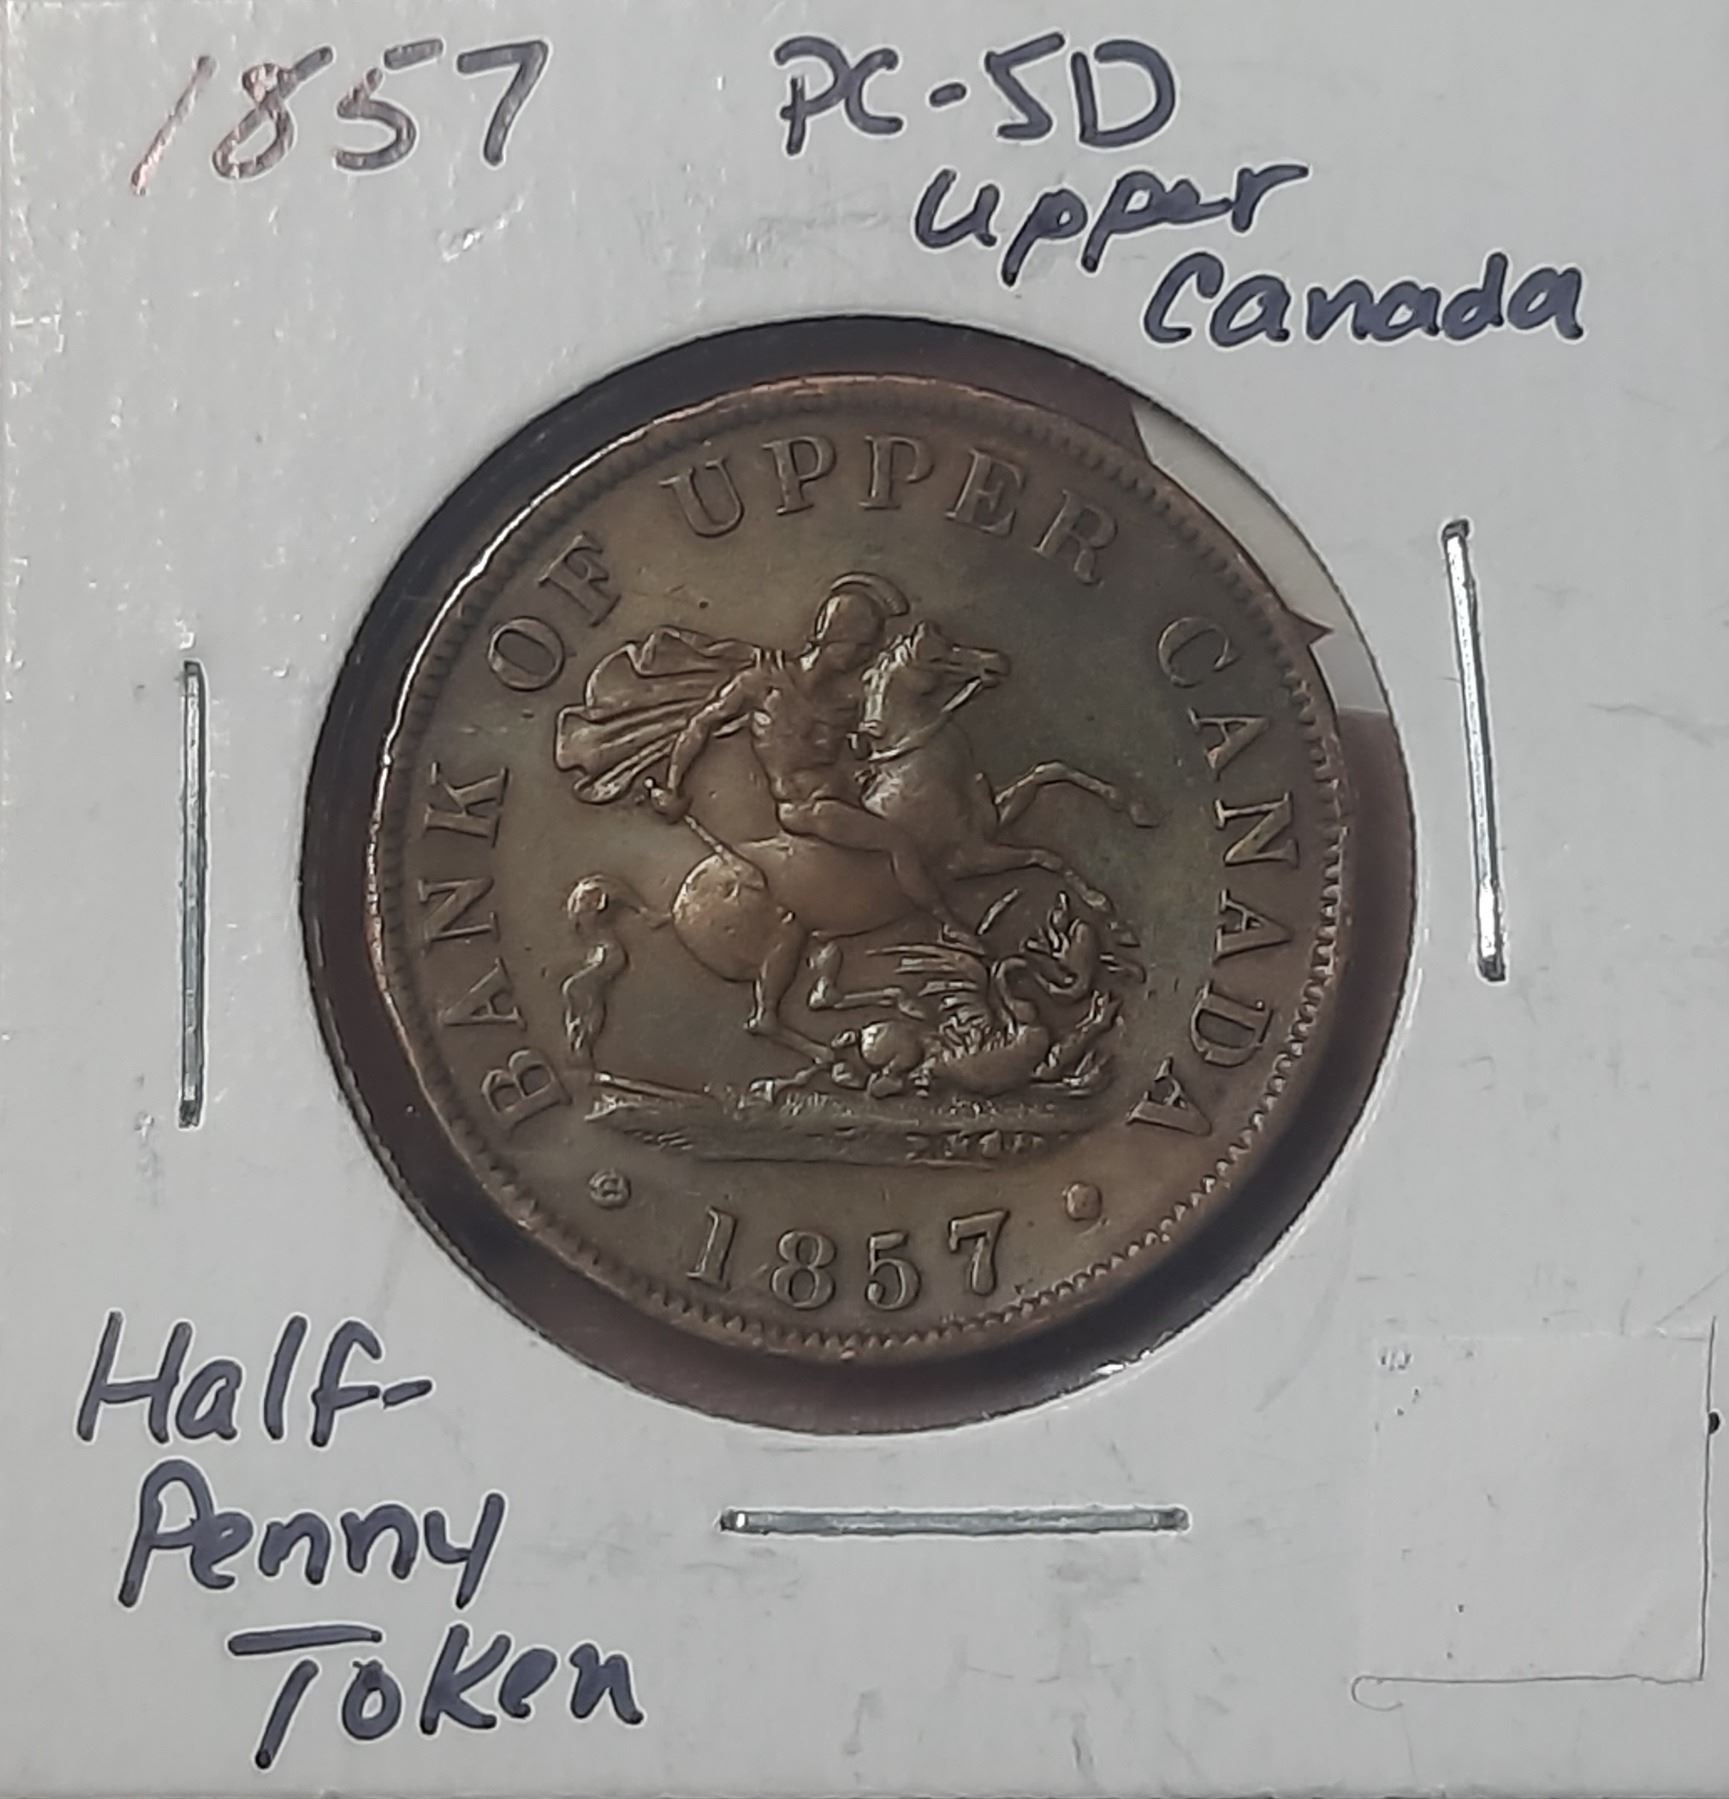 1857
PC-5D
Upper
Canada
BANK OF UPPER CANADA
1857
Half-
Penny
Token